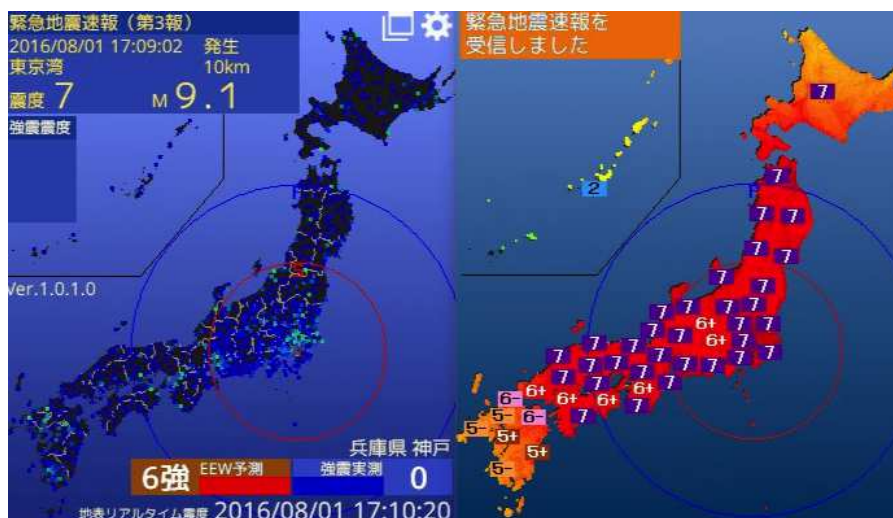 緊急地震速報（第3報）
2016/08/01 17:09:02 発生
東京湾 10km
震度 7 M 9.1
強震震度
Ver.1.0.1.0
兵庫県 神戸
6強 EEW予測 強震実測 0
地表リアルタイム震度 2016/08/01 17:10:20
緊急地震速報を
受信しました
7
2
7
7 7
7 7
7
7
7 7 7 7
7 6+ 7 7
7 7 7 6+ 7
7 7 7 7 7 7 7
7 7 7 7
6+ 6+ 6+ 6+
6- 7 7
5- 6-
5- 5+
5+
5-